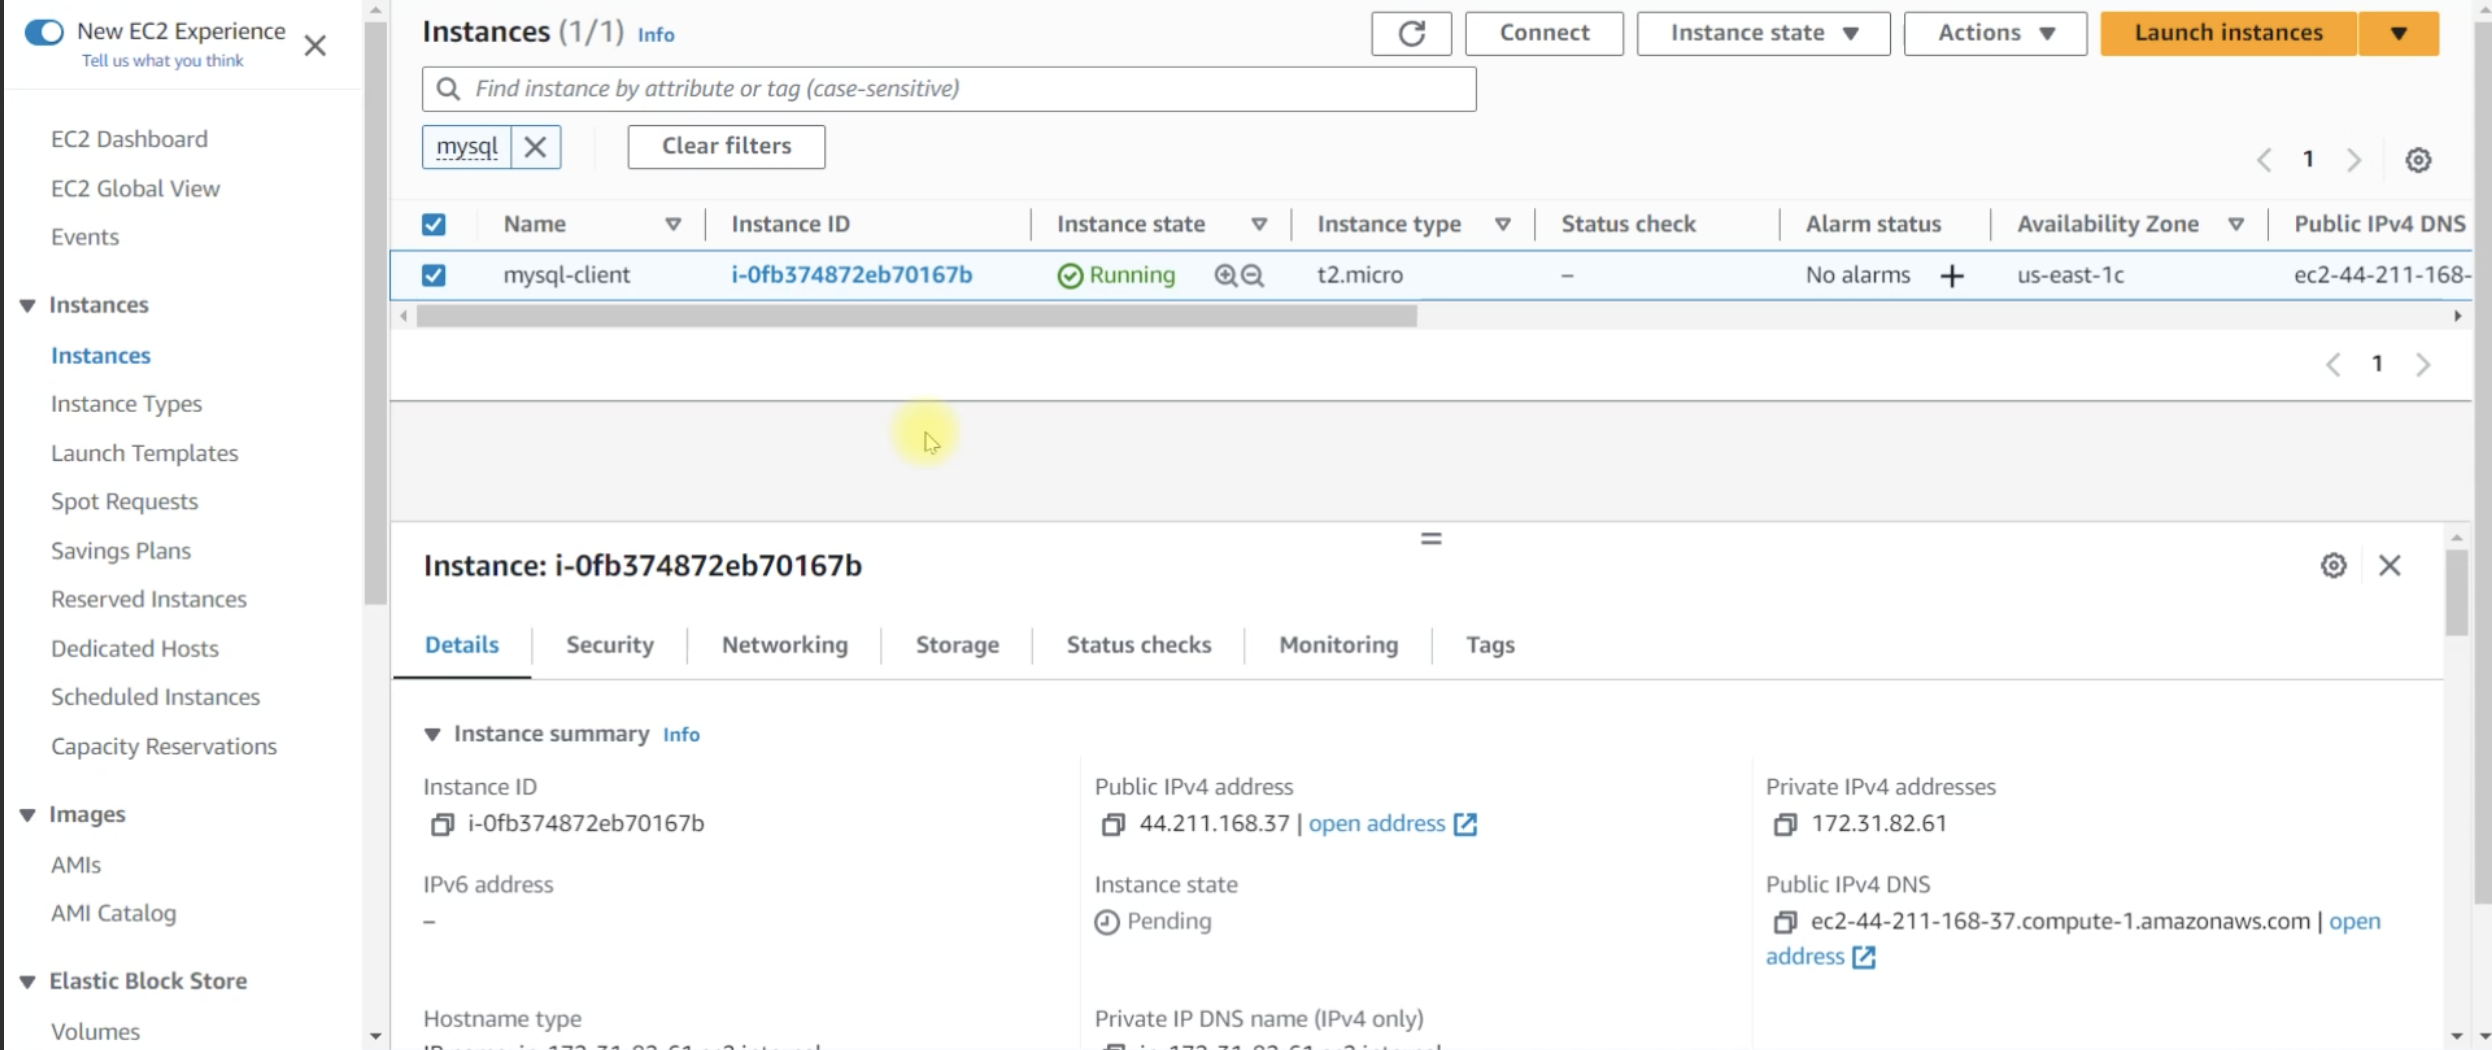 New EC2 Experience
Tell us what you think
EC2 Dashboard
EC2 Global View
Events
Instances
Instances
Instance Types
Launch Templates
Spot Requests
Savings Plans
Reserved Instances
Dedicated Hosts
Scheduled Instances
Capacity Reservations
Images
AMIs
AMI Catalog
Elastic Block Store
Volumes
Instances (1/1) Info
Connect
Instance state
Actions
Launch instances
Find instance by attribute or tag (case-sensitive)
mysql
Clear filters
1
Name Instance ID Instance state Instance type Status check Alarm status Availability Zone Public IPv4 DNS
mysql-client i-0fb374872eb70167b Running t2.micro – No alarms + us-east-1c ec2-44-211-168-
1
Instance: i-0fb374872eb70167b
Details Security Networking Storage Status checks Monitoring Tags
Instance summary Info
Instance ID
i-0fb374872eb70167b
Public IPv4 address
44.211.168.37 | open address
Private IPv4 addresses
172.31.82.61
IPv6 address
–
Instance state
Pending
Public IPv4 DNS
ec2-44-211-168-37.compute-1.amazonaws.com | open
address
Hostname type
Private IP DNS name (IPv4 only)